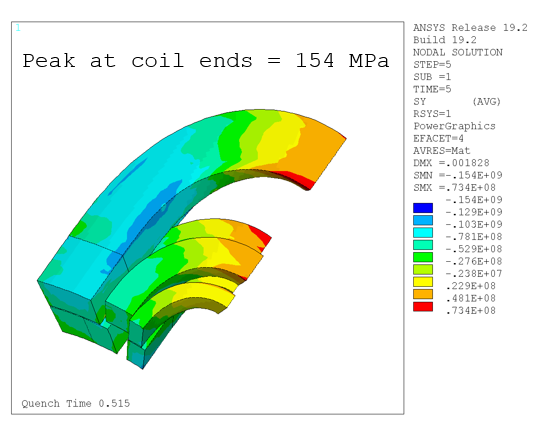 1
Peak at coil ends = 154 MPa
ANSYS Release 19.2
Build 19.2
NODAL SOLUTION
STEP=5
SUB =1
TIME=5
SY (AVG)
RSYS=1
PowerGraphics
EFACET=4
AVRES=Mat
DMX =.001828
SMN =-.154E+09
SMX =.734E+08
-.154E+09
-.129E+09
-.103E+09
-.781E+08
-.529E+08
-.276E+08
-.238E+07
.229E+08
.481E+08
.734E+08
Quench Time 0.515